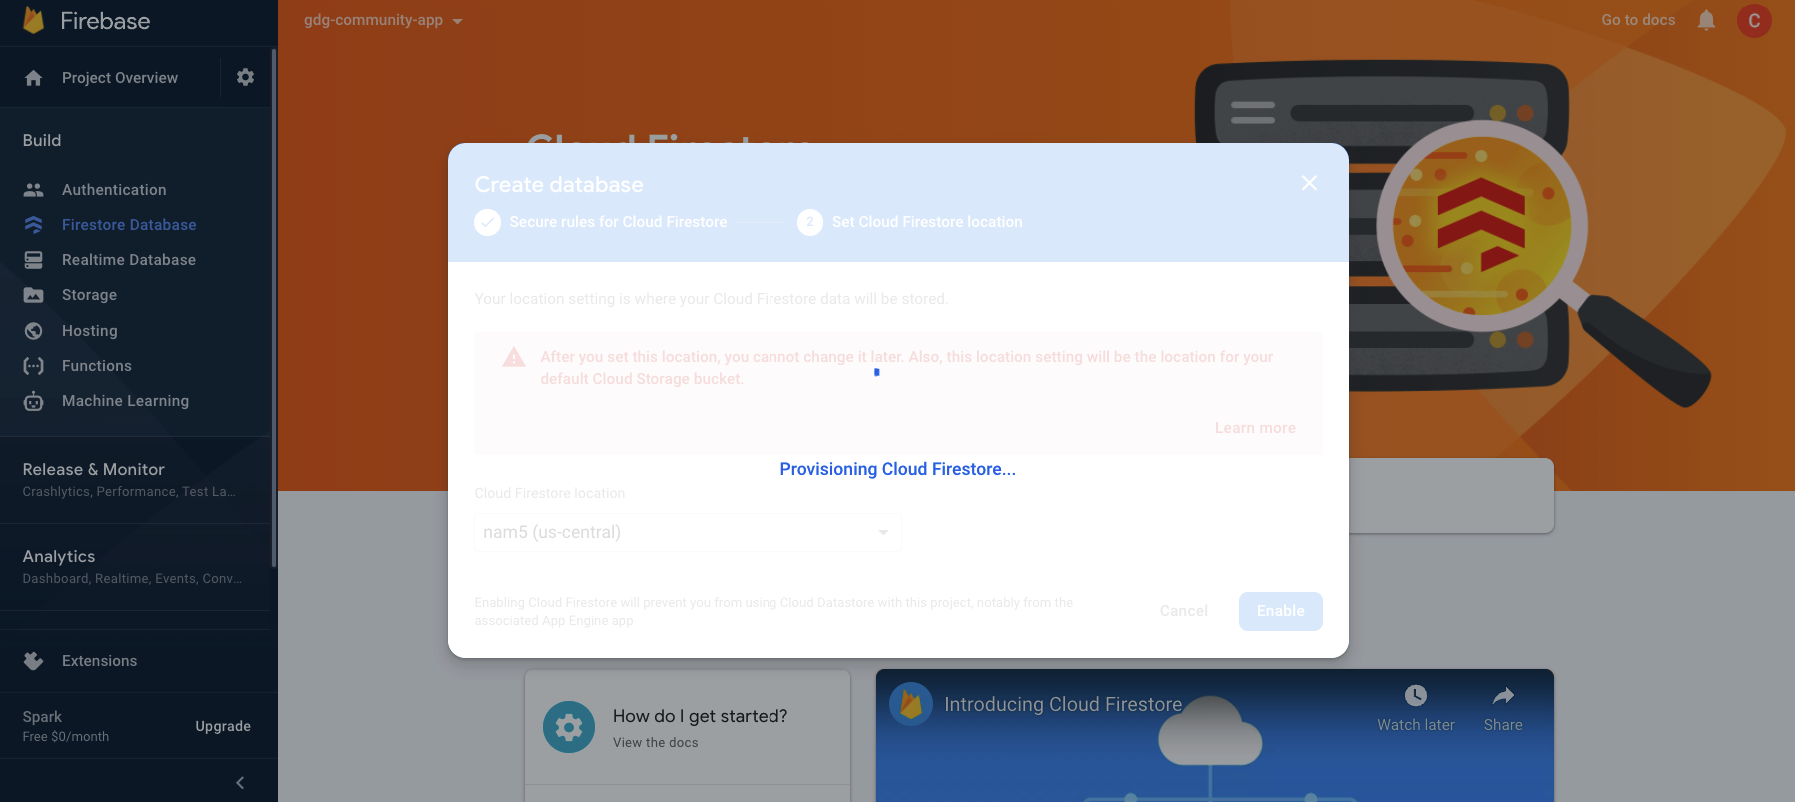 Firebase
Project Overview
Build
Authentication
Firestore Database
Realtime Database
Storage
Hosting
Functions
Machine Learning
Release & Monitor
Crashlytics, Performance, Test La...
Analytics
Dashboard, Realtime, Events, Conv...
Extensions
Spark
Free $0/month
Upgrade
gdg-community-app
Go to docs
C
Cloud Firestore
Create database
Secure rules for Cloud Firestore
2 Set Cloud Firestore location
Your location setting is where your Cloud Firestore data will be stored.
After you set this location, you cannot change it later. Also, this location setting will be the location for your
default Cloud Storage bucket.
Learn more
Provisioning Cloud Firestore...
Cloud Firestore location
nam5 (us-central)
Enabling Cloud Firestore will prevent you from using Cloud Datastore with this project, notably from the
associated App Engine app
Cancel
Enable
How do I get started?
View the docs
Introducing Cloud Firestore
Watch later
Share